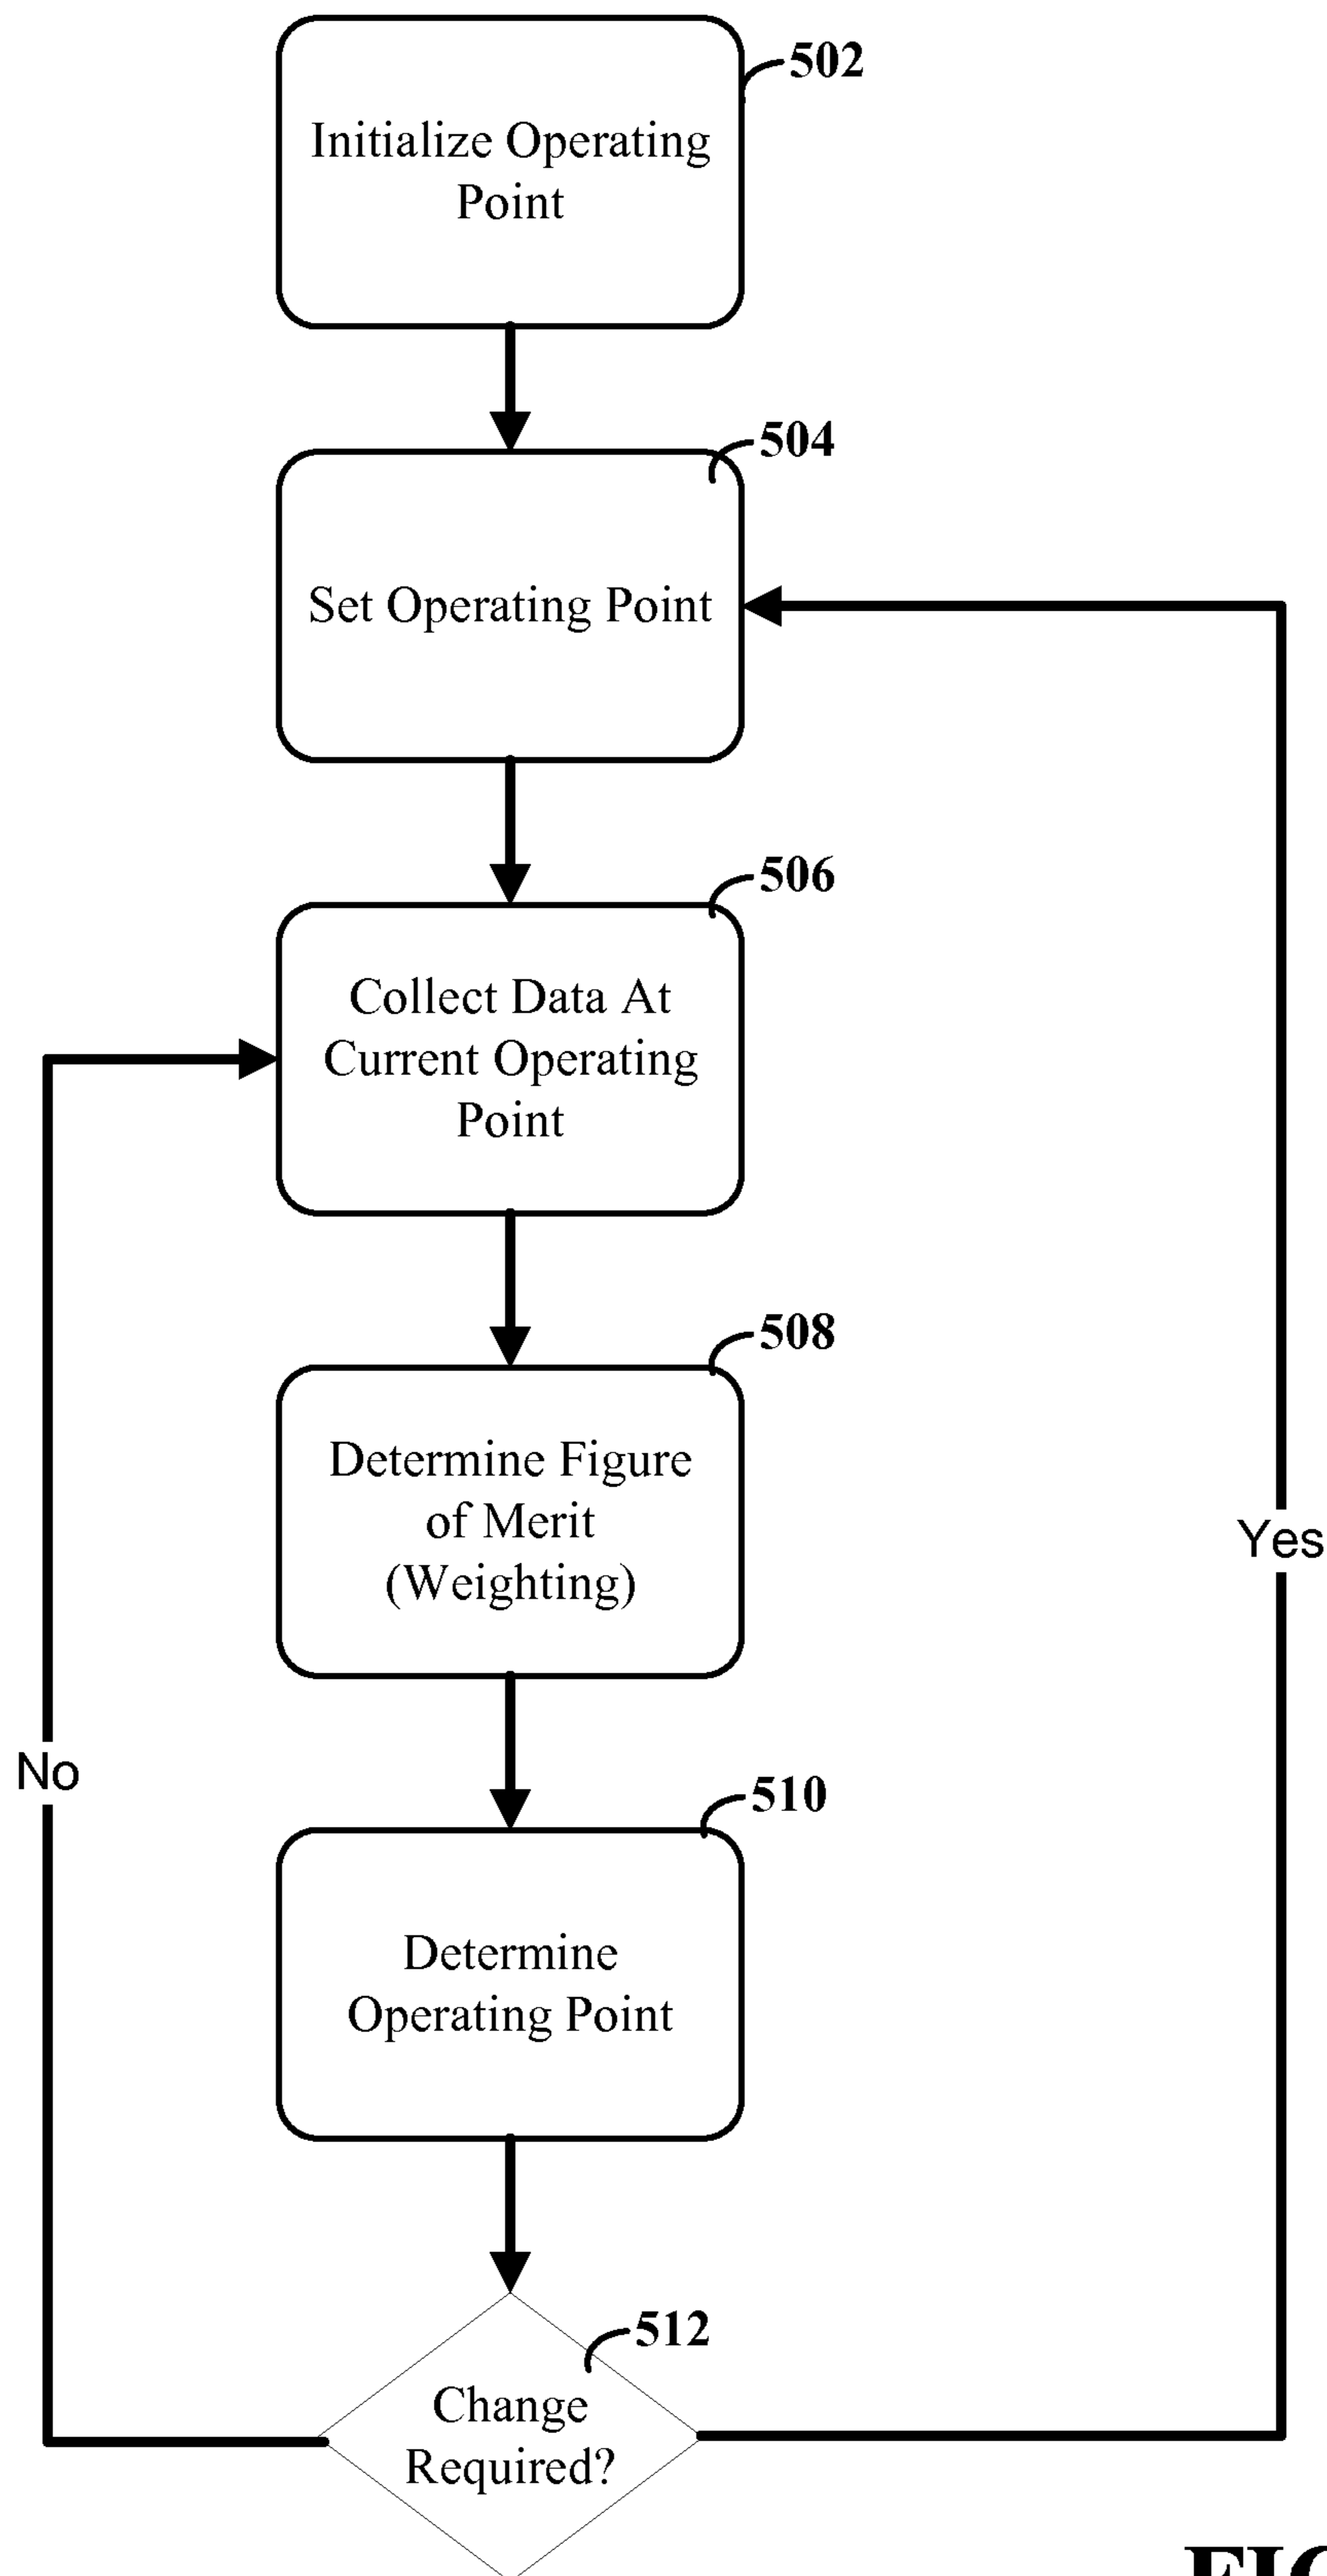 502
Initialize Operating
Point
504
Set Operating Point
506
Collect Data At
Current Operating
Point
508
Determine Figure
of Merit
(Weighting)
Yes
No
510
Determine
Operating Point
512
Change
Required?